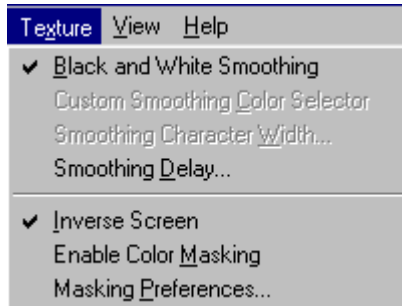 Texture View Help
Black and White Smoothing
Custom Smoothing Color Selector
Smoothing Character Width...
Smoothing Delay...
Inverse Screen
Enable Color Masking
Masking Preferences...